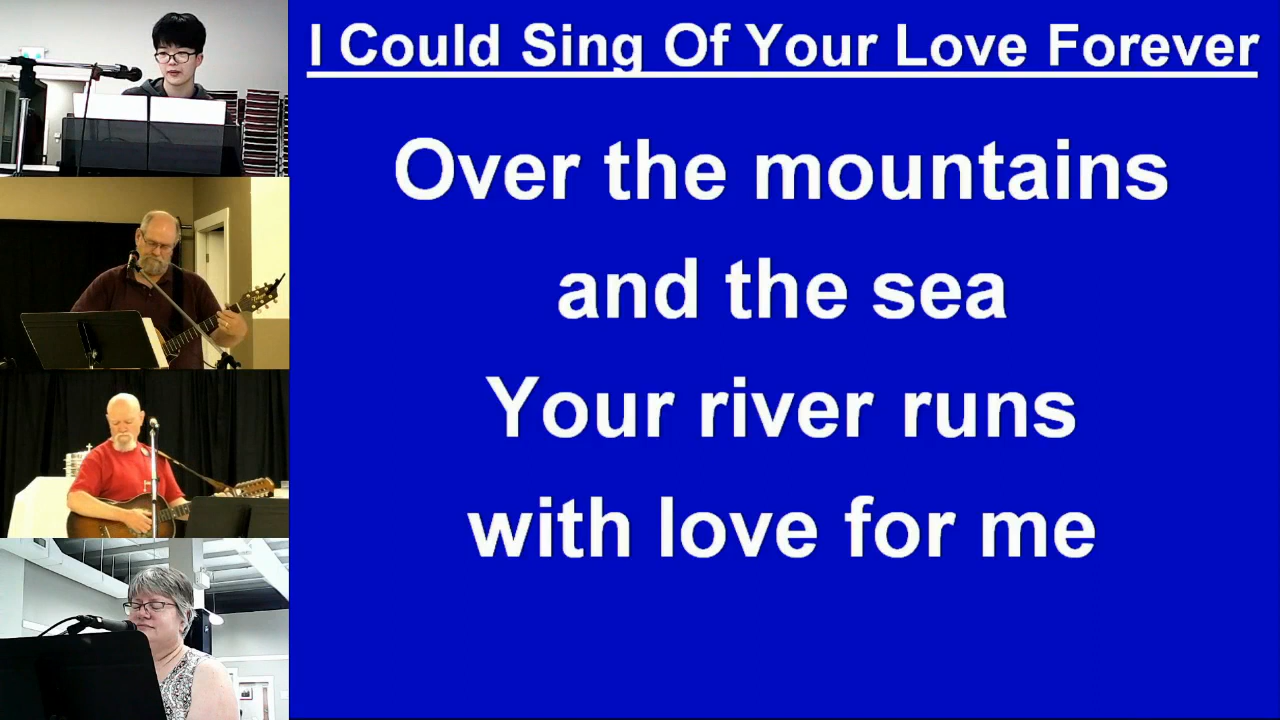 I Could Sing Of Your Love Forever
Over the mountains
and the sea
Your river runs
with love for me